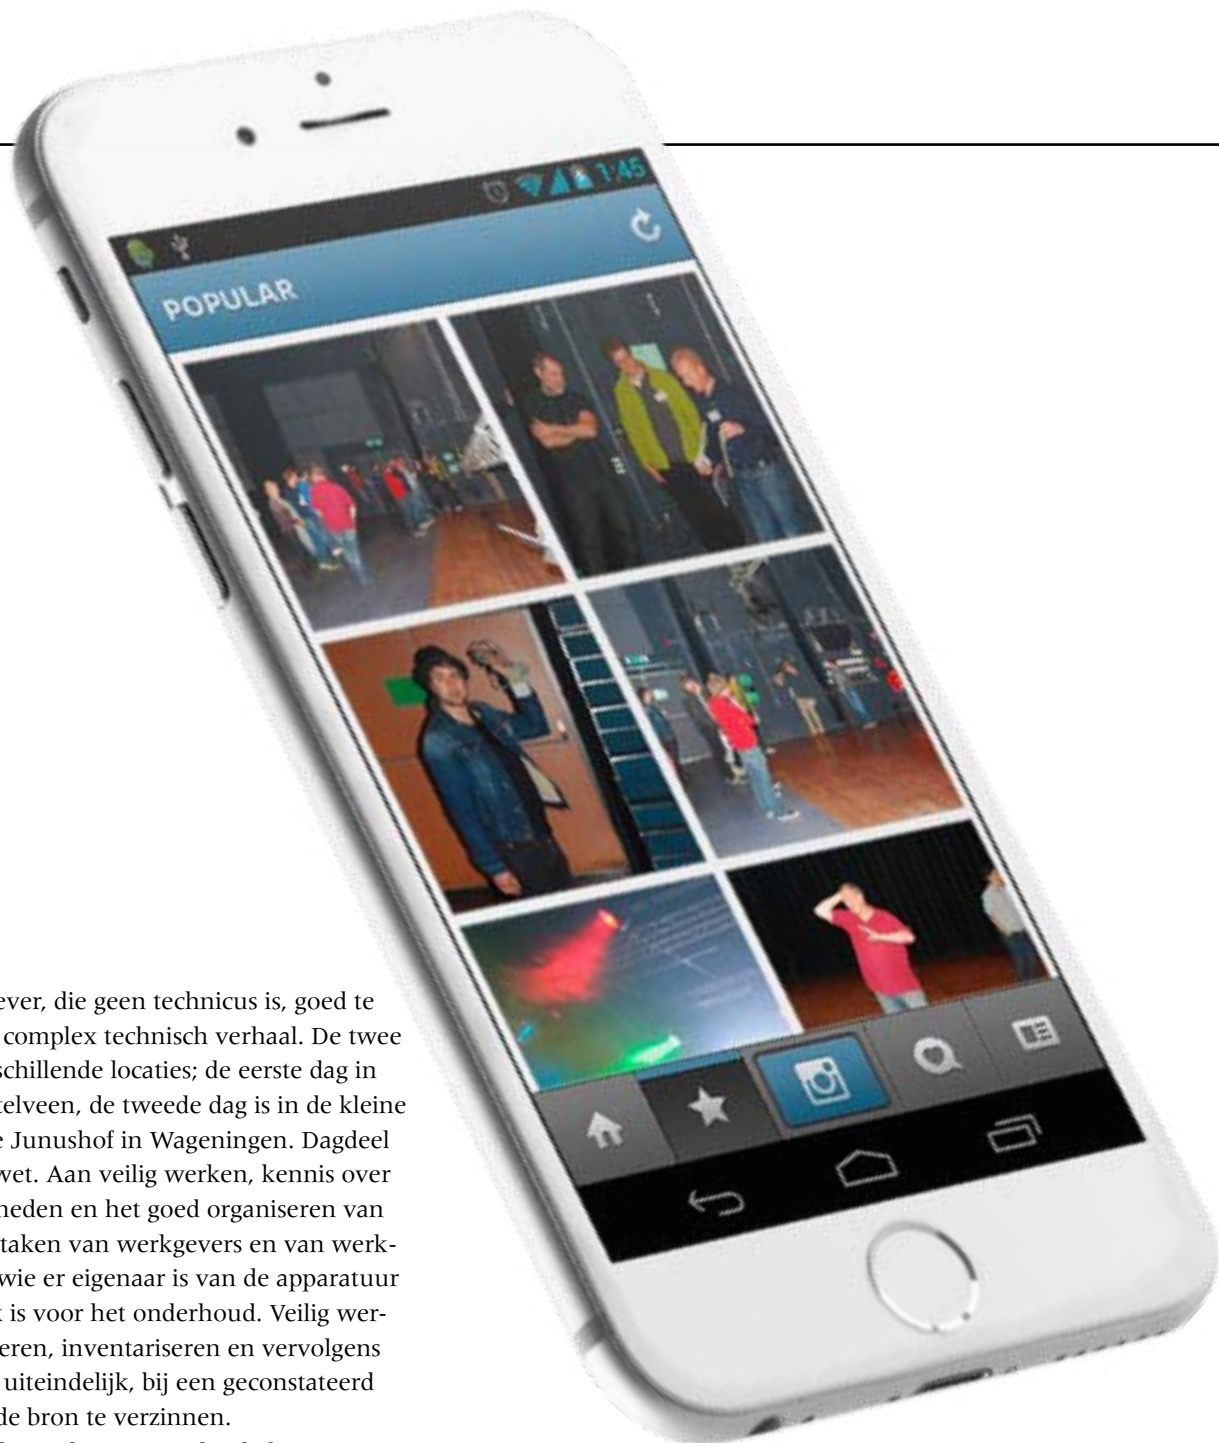 1:45
POPULAR
ever, die geen technicus is, goed te
complex technisch verhaal. De twee
schillende locaties; de eerste dag in
telveen, de tweede dag is in de kleine
e Junushof in Wageningen. Dagdeel
wet. Aan veilig werken, kennis over
heden en het goed organiseren van
taken van werkgevers en van werk-
wie er eigenaar is van de apparatuur
k is voor het onderhoud. Veilig wer-
eren, inventariseren en vervolgens
uiteindelijk, bij een geconstateerd
de bron te verzinnen.